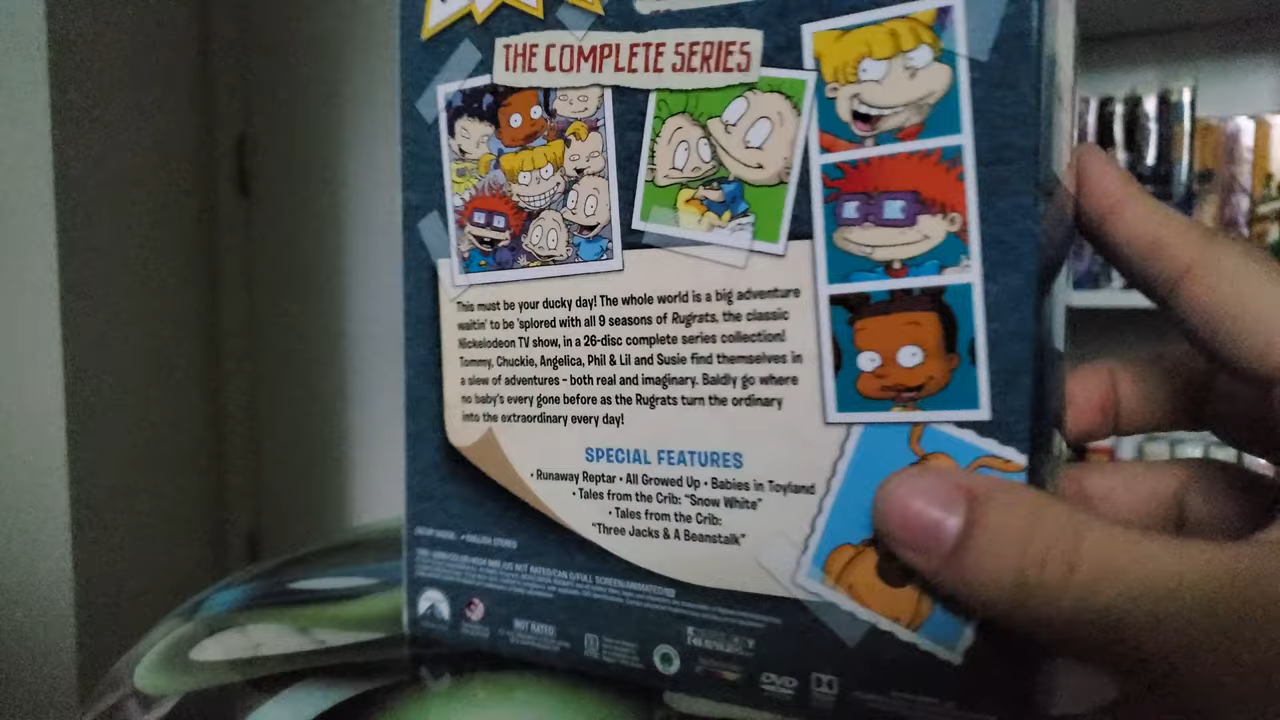 THE COMPLETE SERIES
This must be your ducky day! The whole world is a big adventure
waitin' to be 'splored with all 9 seasons of Rugrats, the classic
Nickelodeon TV show, in a 26-disc complete series collection!
Tommy, Chuckie, Angelica, Phil & Lil and Susie find themselves in
a slew of adventures – both real and imaginary. Baldly go where
no baby's every gone before as the Rugrats turn the ordinary
into the extraordinary every day!
SPECIAL FEATURES
• Runaway Reptar • All Growed Up • Babies in Toyland
• Tales from the Crib: "Snow White"
• Tales from the Crib:
"Three Jacks & A Beanstalk"
NOT RATED
DVD